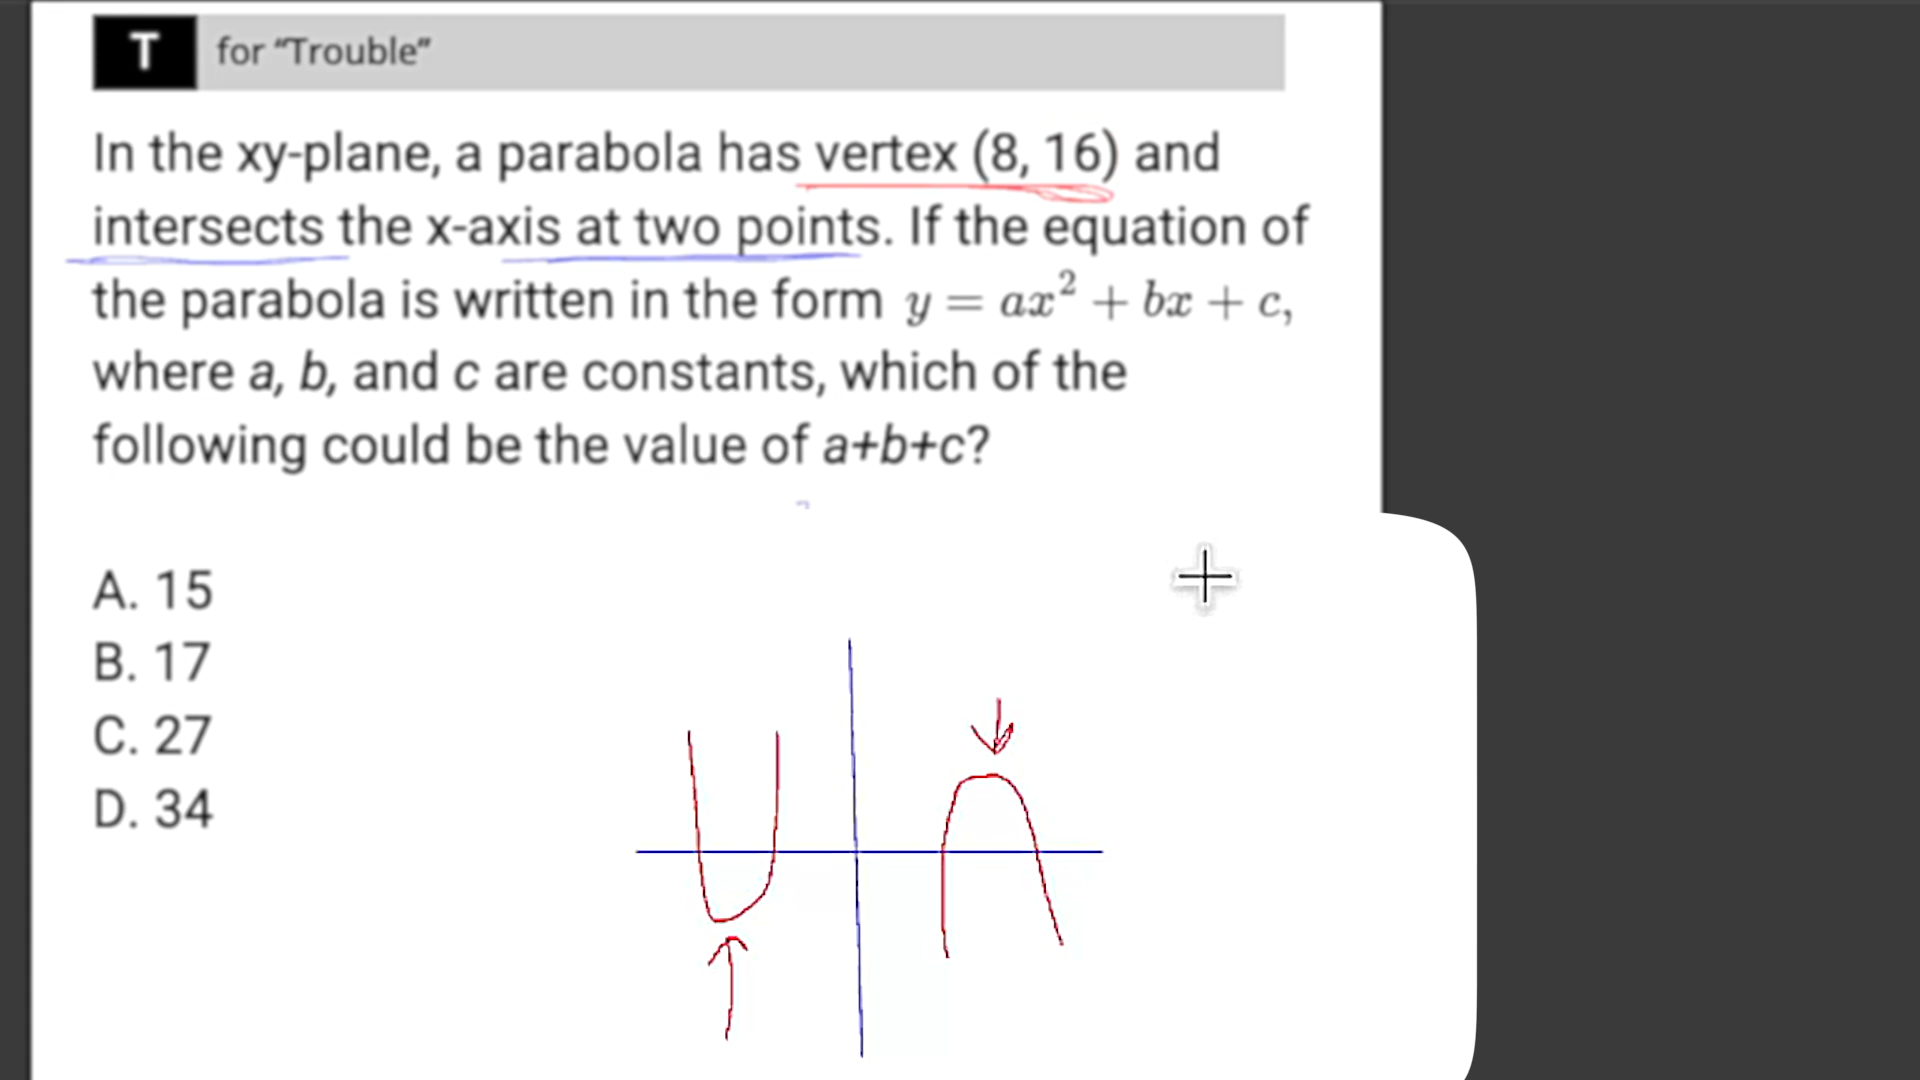 T for “Trouble”
In the xy-plane, a parabola has vertex (8, 16) and
intersects the x-axis at two points. If the equation of
the parabola is written in the form y = ax² + bx + c,
where a, b, and c are constants, which of the
following could be the value of a+b+c?
A. 15
B. 17
C. 27
D. 34